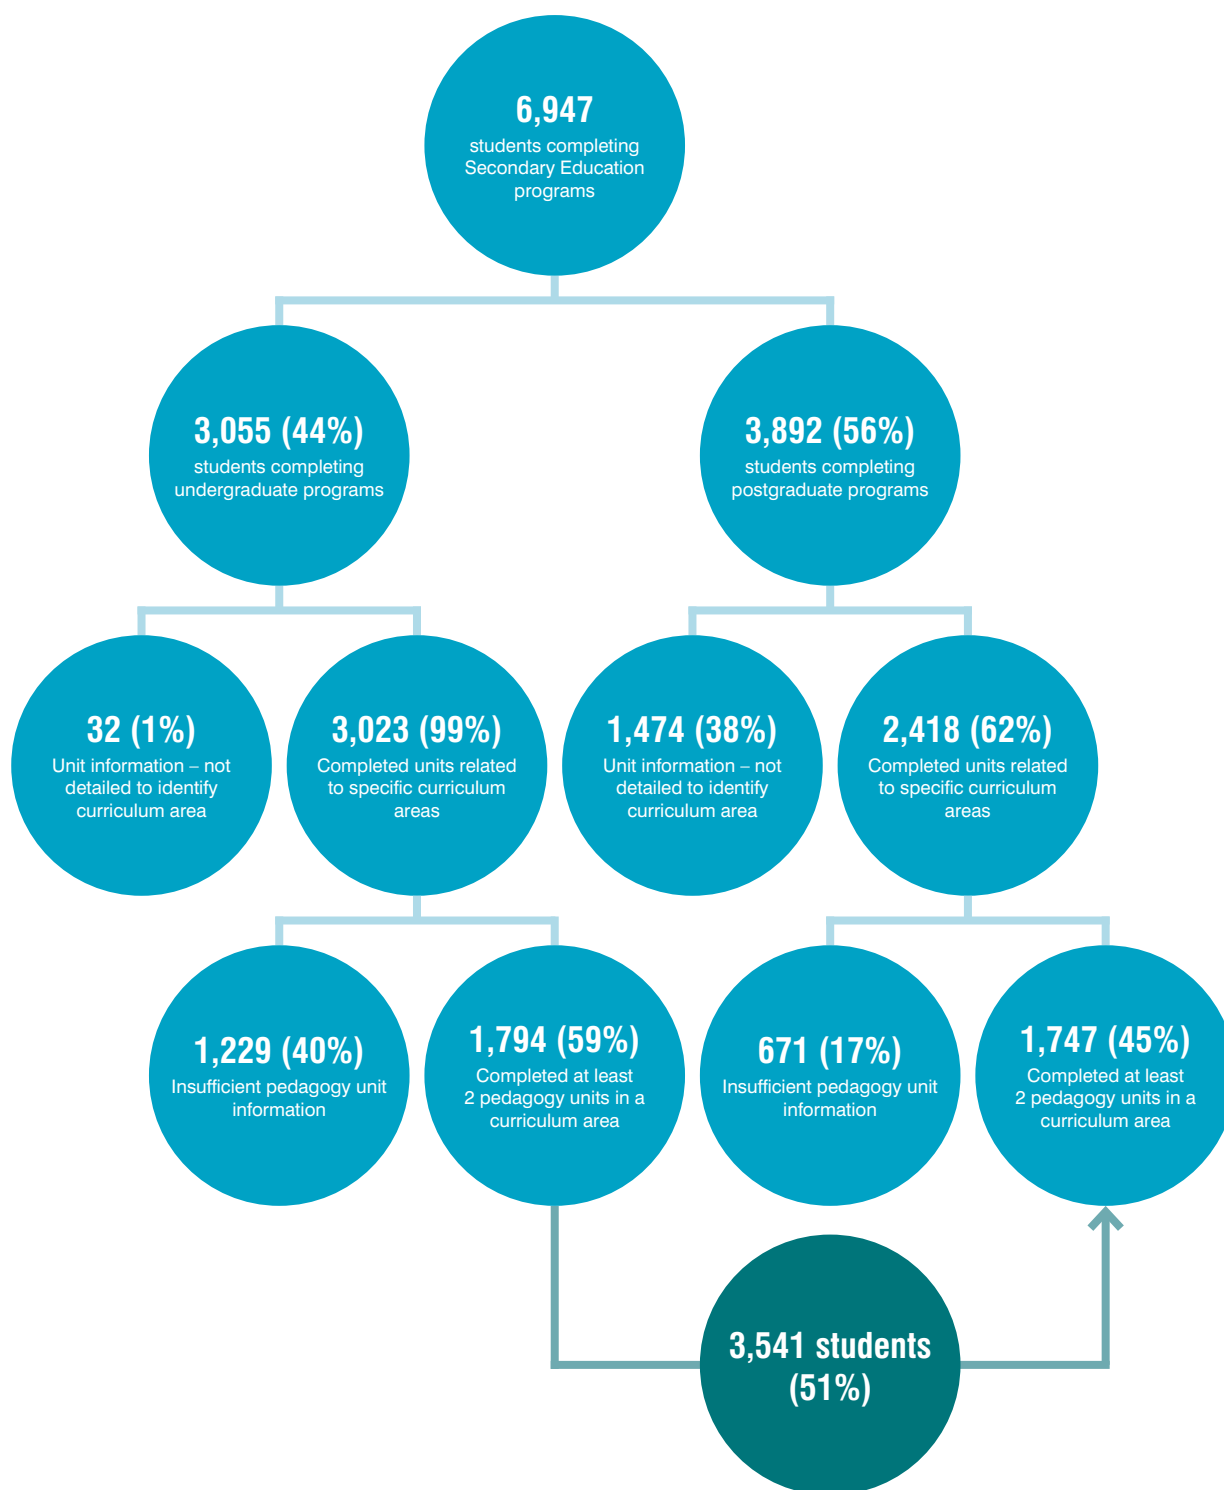 6,947
students completing
Secondary Education
programs
3,055 (44%)
students completing
undergraduate programs
3,892 (56%)
students completing
postgraduate programs
32 (1%)
Unit information – not
detailed to identify
curriculum area
3,023 (99%)
Completed units related
to specific curriculum
areas
1,474 (38%)
Unit information – not
detailed to identify
curriculum area
2,418 (62%)
Completed units related
to specific curriculum
areas
1,229 (40%)
Insufficient pedagogy unit
information
1,794 (59%)
Completed at least
2 pedagogy units in a
curriculum area
671 (17%)
Insufficient pedagogy unit
information
1,747 (45%)
Completed at least
2 pedagogy units in a
curriculum area
3,541 students
(51%)